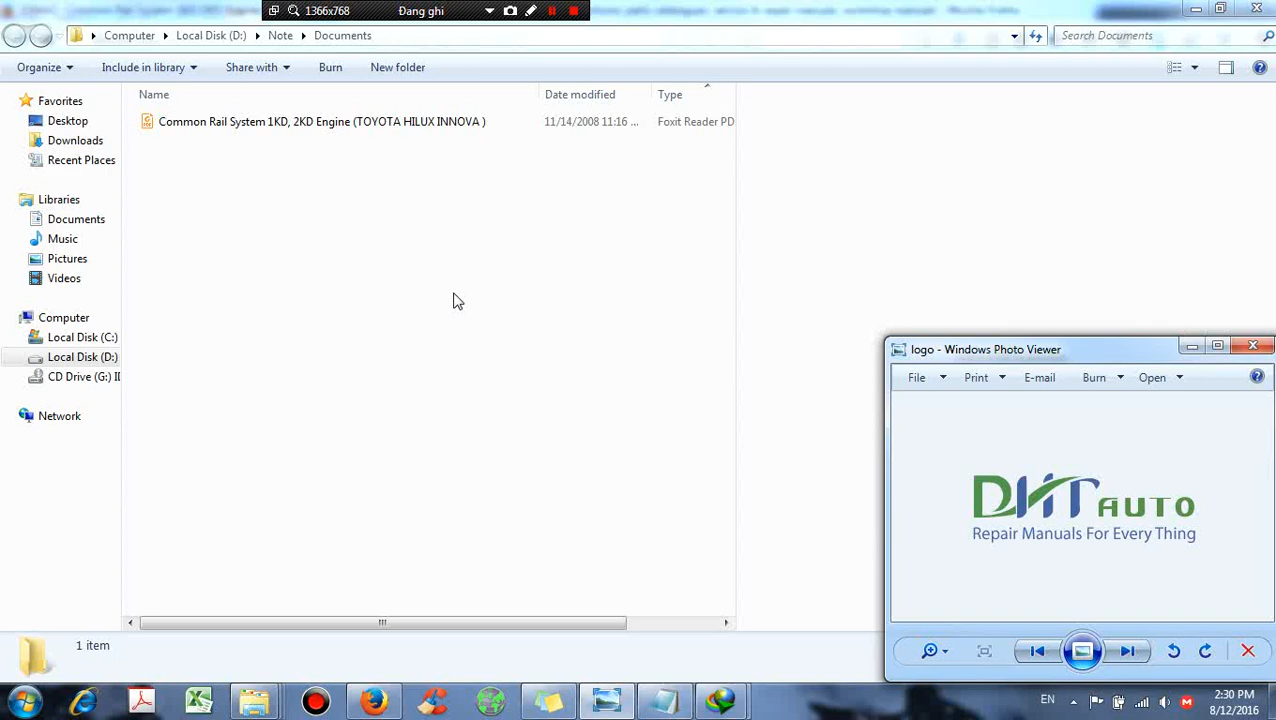 1366x768 Đang ghi
Computer Local Disk (D:) Note Documents Search Documents
Organize Include in library Share with Burn New folder
Name Date modified Type
Common Rail System 1KD, 2KD Engine (TOYOTA HILUX INNOVA ) 11/14/2008 11:16 ... Foxit Reader PD
Favorites
Desktop
Downloads
Recent Places
Libraries
Documents
Music
Pictures
Videos
Computer
Local Disk (C:)
Local Disk (D:)
CD Drive (G:) II
Network
1 item
logo - Windows Photo Viewer
File Print E-mail Burn Open
DHT AUTO
Repair Manuals For Every Thing
EN
2:30 PM
8/12/2016